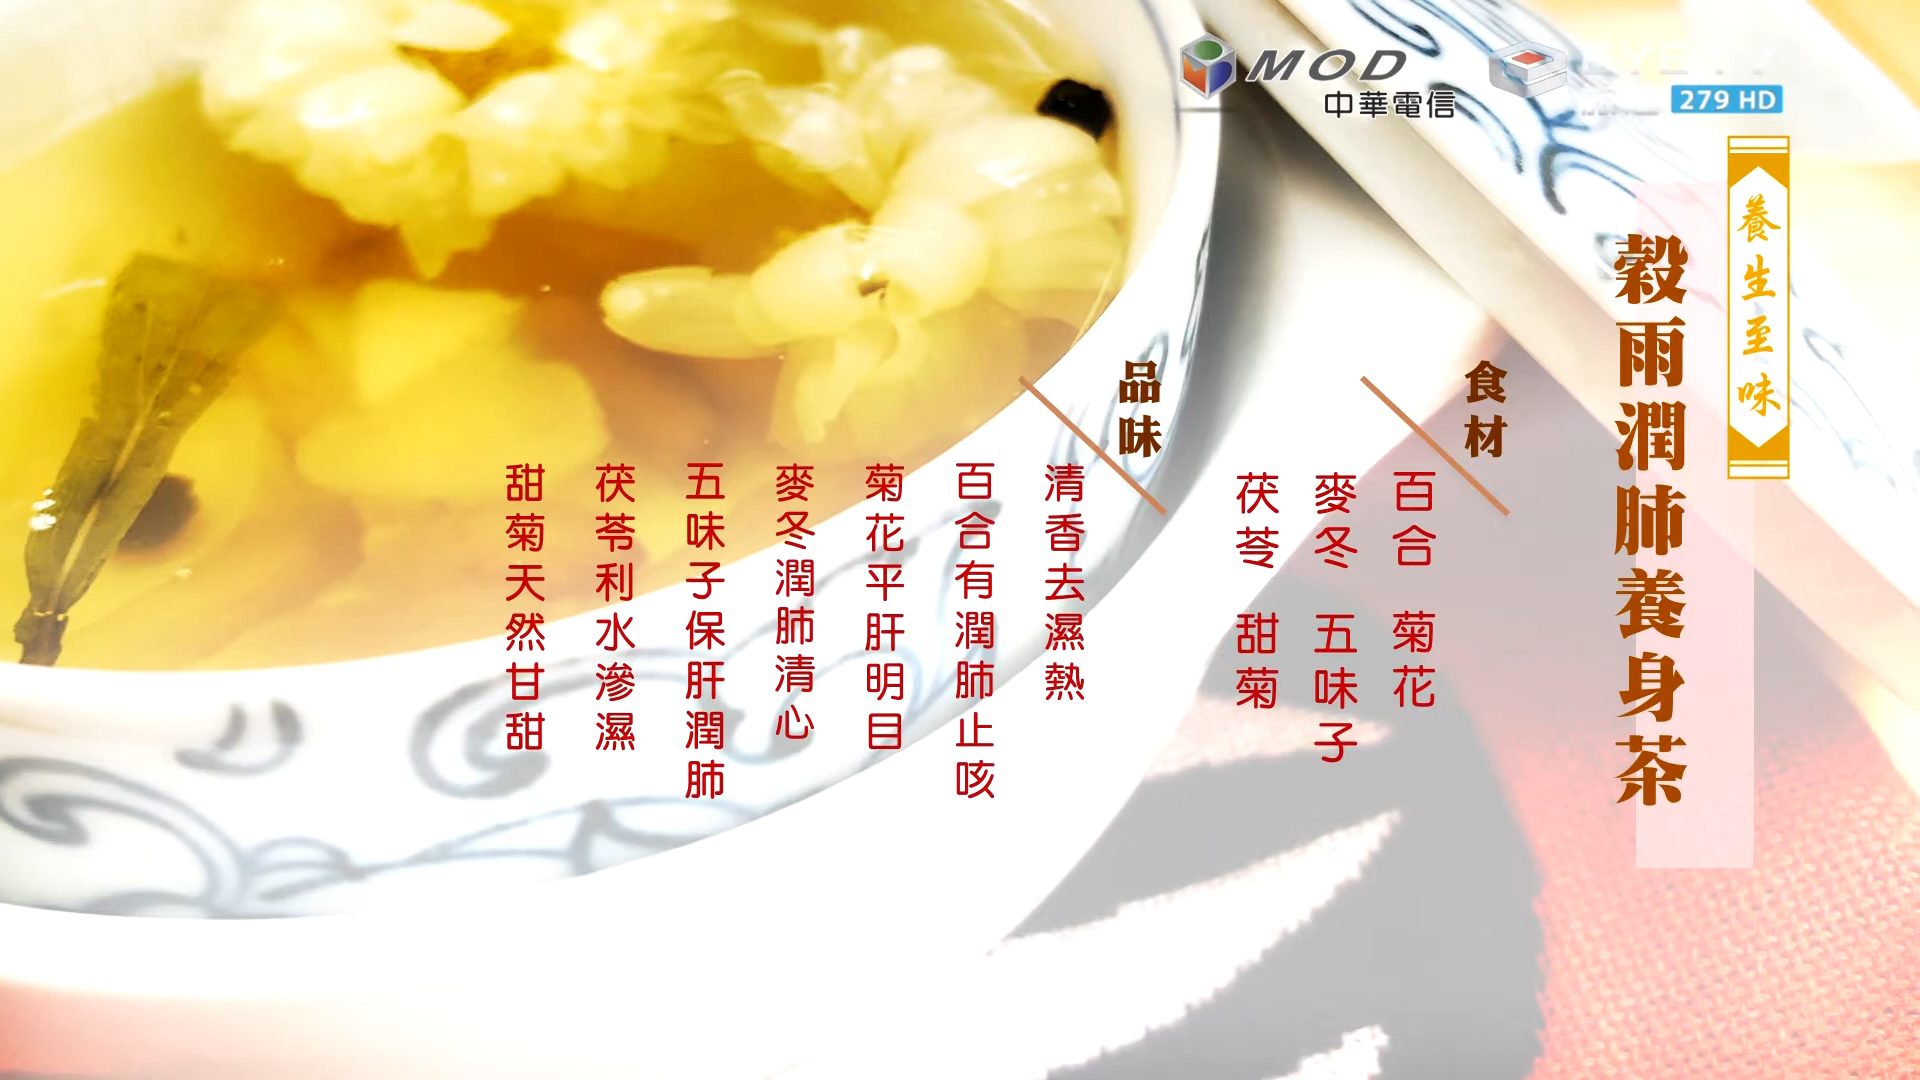 MOD
中華電信
279 HD
養生至味
穀雨潤肺養身茶
食材
百合 菊花
麥冬 五味子
茯苓 甜菊
品味
清香去濕熱
百合有潤肺止咳
菊花平肝明目
麥冬潤肺清心
五味子保肝潤肺
茯苓利水滲濕
甜菊天然甘甜